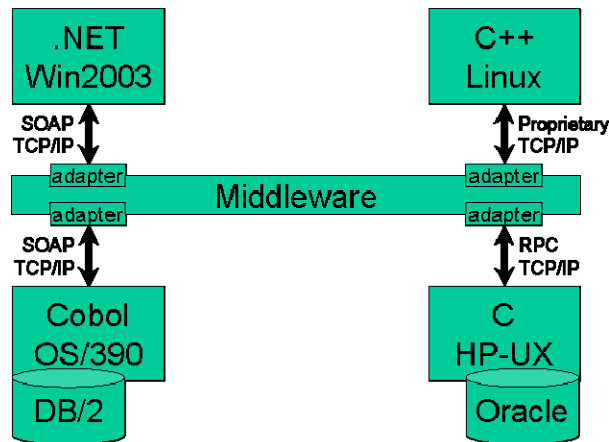 .NET
Win2003
C++
Linux
SOAP
TCP/IP
Proprietary
TCP/IP
adapter
adapter
Middleware
adapter
adapter
SOAP
TCP/IP
RPC
TCP/IP
Cobol
OS/390
DB/2
C
HP-UX
Oracle